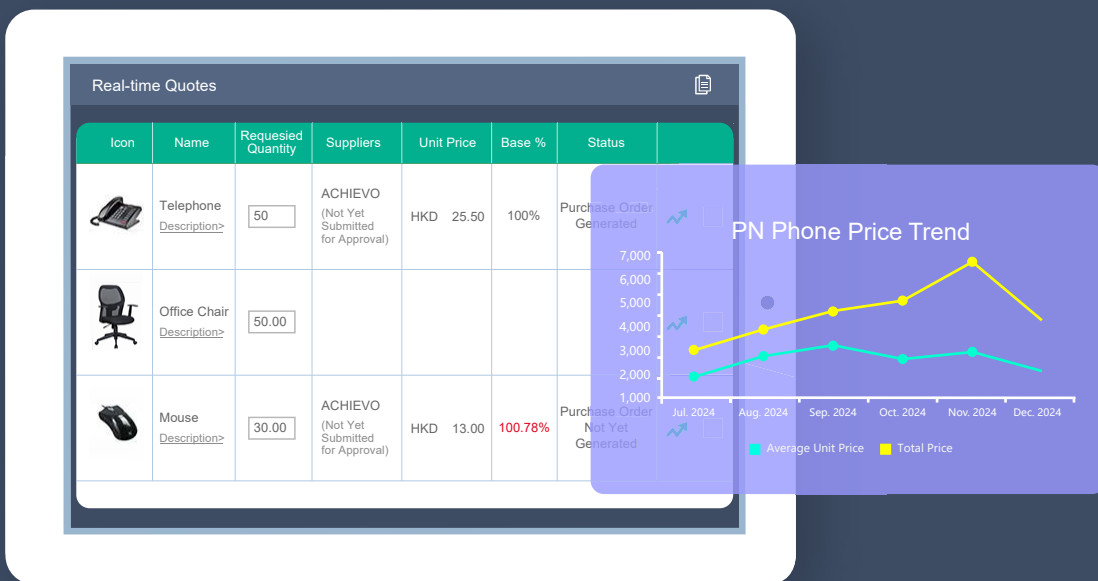 Real-time Quotes
Icon
Name
Requesied
Quantity
Suppliers
Unit Price
Base %
Status
Telephone
Description>
50
ACHIEVO
(Not Yet
Submitted
for Approval)
HKD 25.50
100%
Purchase Order
Generated
Office Chair
Description>
50.00
Mouse
Description>
30.00
ACHIEVO
(Not Yet
Submitted
for Approval)
HKD 13.00
100.78%
Purchase Order
Not Yet
Generated
PN Phone Price Trend
7,000
6,000
5,000
4,000
3,000
2,000
1,000
Jul. 2024
Aug. 2024
Sep. 2024
Oct. 2024
Nov. 2024
Dec. 2024
Average Unit Price
Total Price